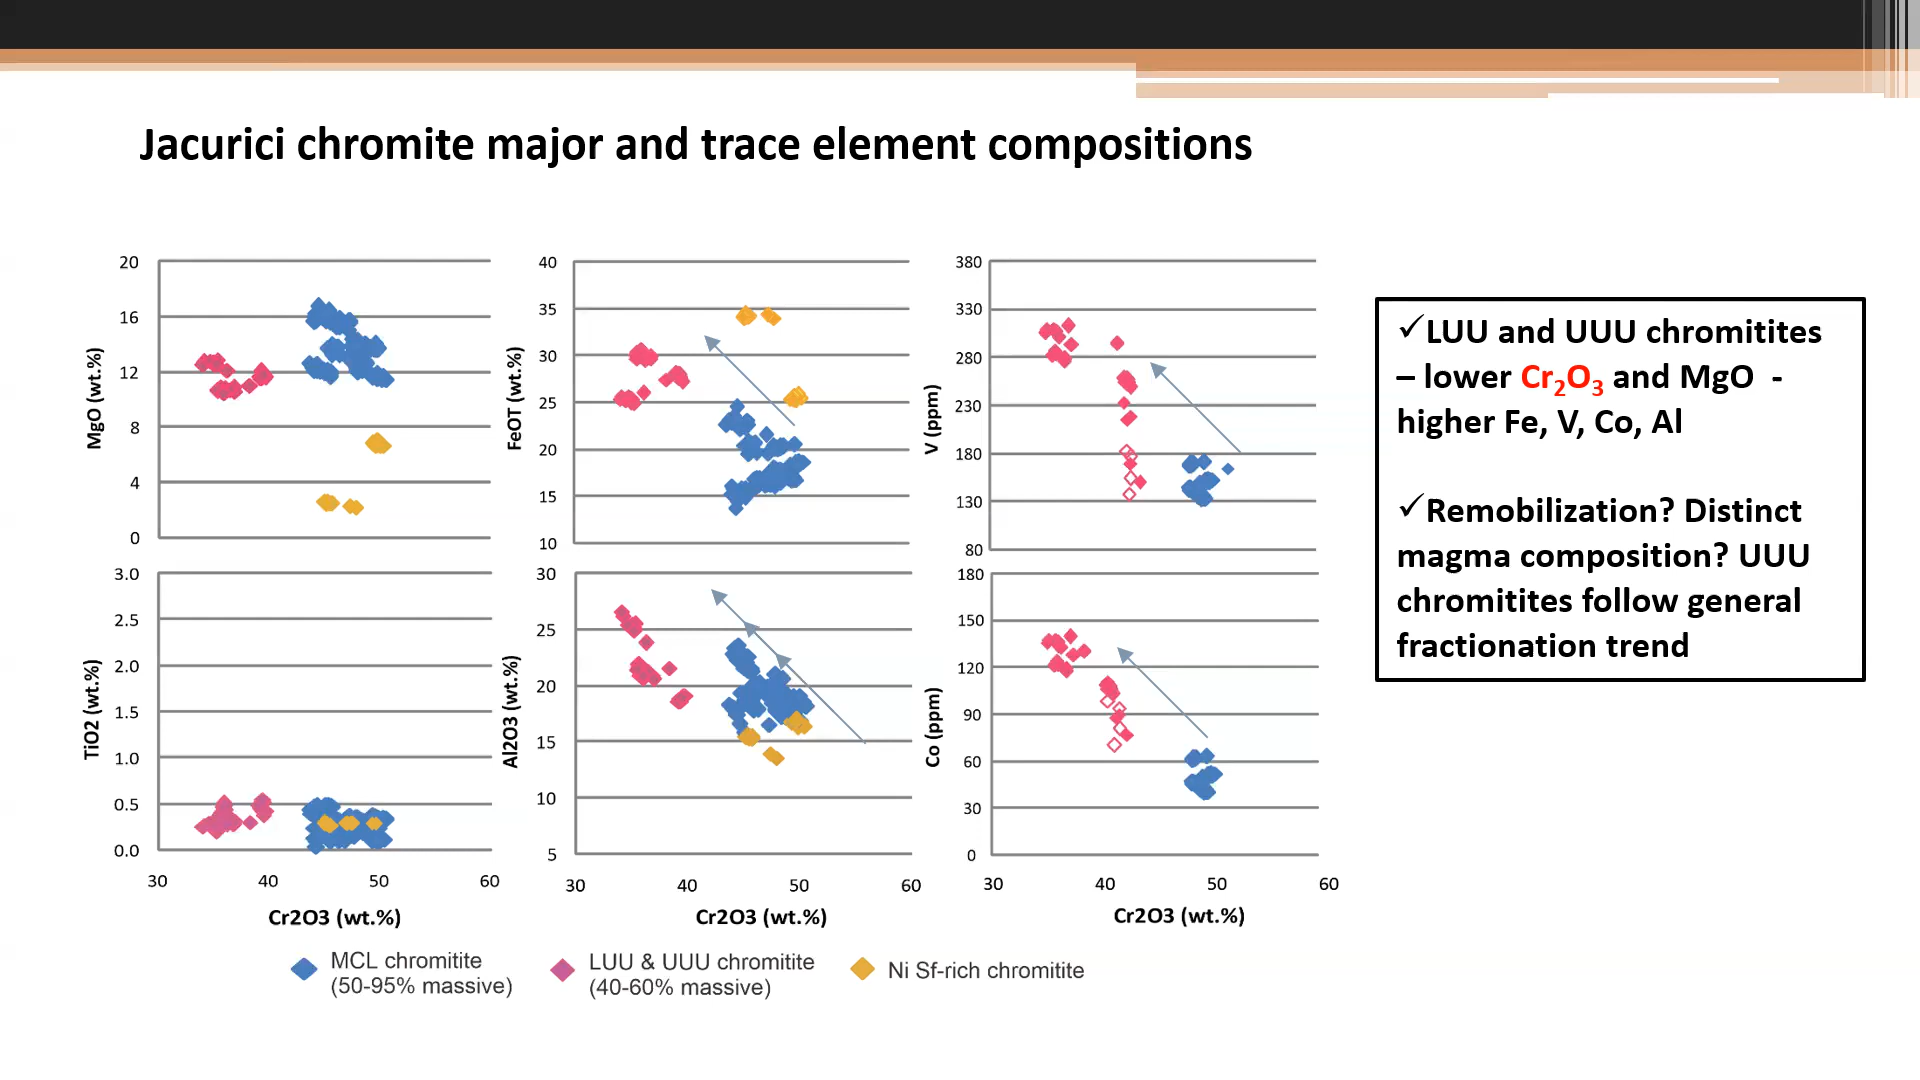 Jacurici chromite major and trace element compositions
20
16
12
8
4
0
MgO (wt.%)
40
35
30
25
20
15
10
FeOT (wt.%)
380
330
280
230
180
130
80
V (ppm)
3.0
2.5
2.0
1.5
1.0
0.5
0.0
TiO2 (wt.%)
30 40 50 60
Cr2O3 (wt.%)
30
25
20
15
10
5
Al2O3 (wt.%)
30 40 50 60
Cr2O3 (wt.%)
180
150
120
90
60
30
0
Co (ppm)
30 40 50 60
Cr2O3 (wt.%)
MCL chromitite
(50-95% massive)
LUU & UUU chromitite
(40-60% massive)
Ni Sf-rich chromitite
✓LUU and UUU chromitites
– lower Cr₂O₃ and MgO -
higher Fe, V, Co, Al
✓Remobilization? Distinct
magma composition? UUU
chromitites follow general
fractionation trend